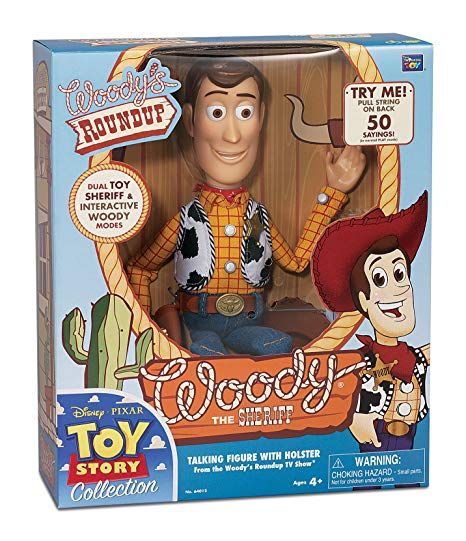 Woody's
ROUNDUP
TRY ME!
PULL STRING
ON BACK
50
SAYINGS!
DUAL TOY
SHERIFF &
INTERACTIVE
WOODY
MODES
Woody
THE SHERIFF
Disney · PIXAR
TOY
STORY
Collection
TALKING FIGURE WITH HOLSTER
From the Woody's Roundup TV Show
Ages 4+
WARNING:
CHOKING HAZARD - Small parts.
Not for children under 3 years.